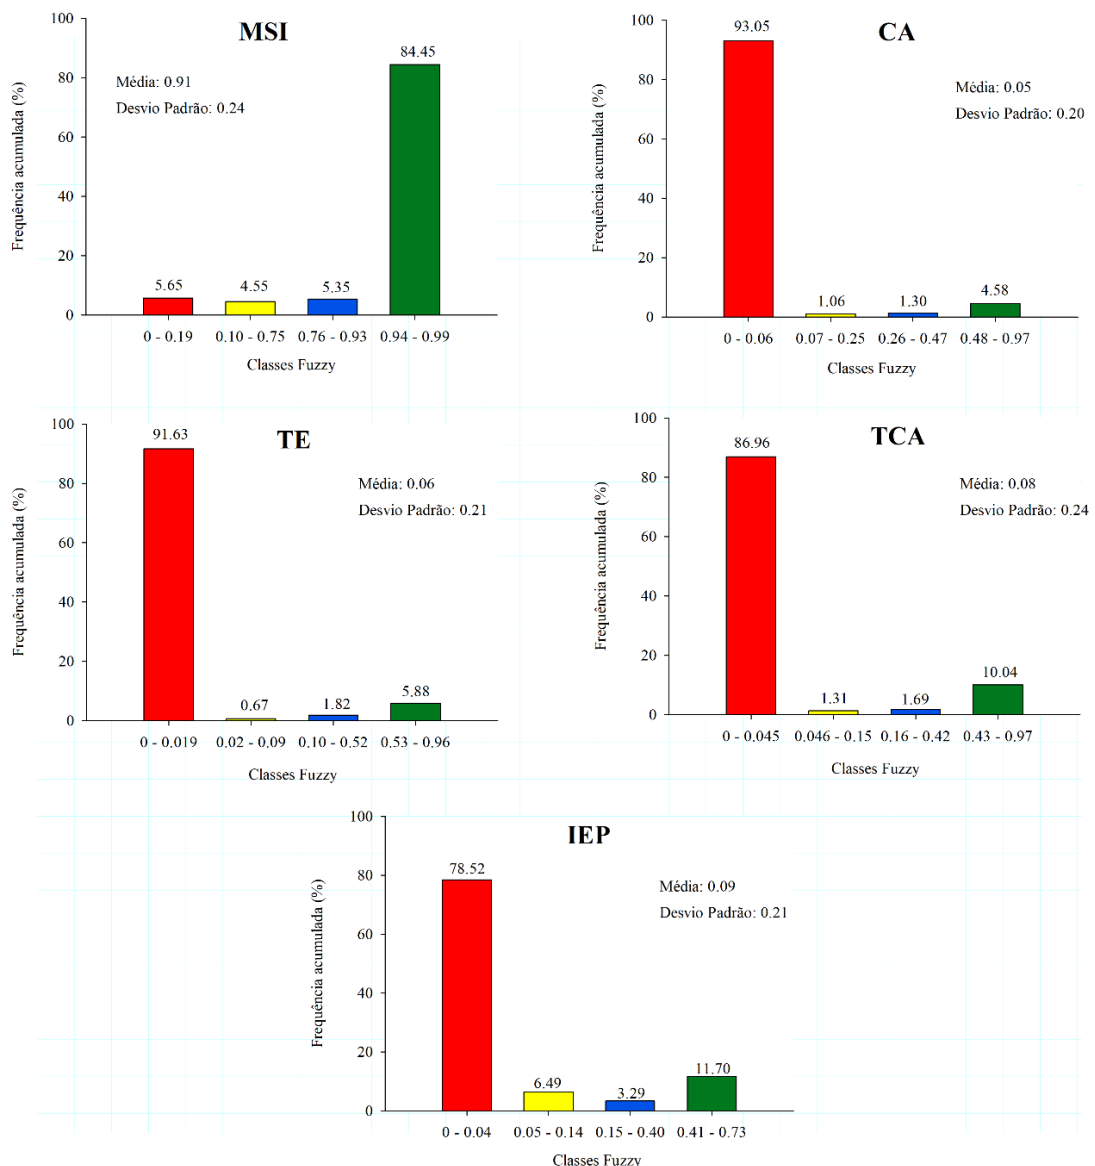 MSI
Média: 0.91
Desvio Padrão: 0.24
Frequência acumulada (%)
100
80
60
40
20
0
5.65
4.55
5.35
84.45
0 - 0.19
0.10 - 0.75
0.76 - 0.93
0.94 - 0.99
Classes Fuzzy
CA
Média: 0.05
Desvio Padrão: 0.20
Frequência acumulada (%)
100
80
60
40
20
0
93.05
1.06
1.30
4.58
0 - 0.06
0.07 - 0.25
0.26 - 0.47
0.48 - 0.97
Classes Fuzzy
TE
Média: 0.06
Desvio Padrão: 0.21
Frequência acumulada (%)
100
80
60
40
20
0
91.63
0.67
1.82
5.88
0 - 0.019
0.02 - 0.09
0.10 - 0.52
0.53 - 0.96
Classes Fuzzy
TCA
Média: 0.08
Desvio Padrão: 0.24
Frequência acumulada (%)
100
80
60
40
20
0
86.96
1.31
1.69
10.04
0 - 0.045
0.046 - 0.15
0.16 - 0.42
0.43 - 0.97
Classes Fuzzy
IEP
Média: 0.09
Desvio Padrão: 0.21
Frequência acumulada (%)
100
80
60
40
20
0
78.52
6.49
3.29
11.70
0 - 0.04
0.05 - 0.14
0.15 - 0.40
0.41 - 0.73
Classes Fuzzy